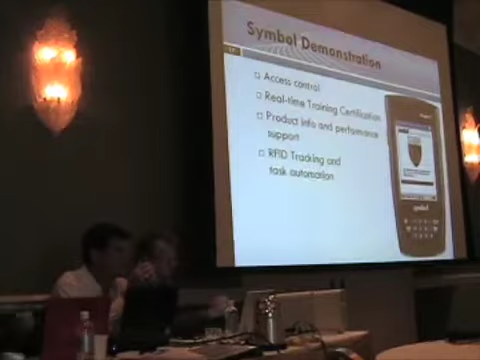 Symbol Demonstration
Access control
Real-time Training Certification
Product info and performance
support
RFID Tracking and
task automation
symbol